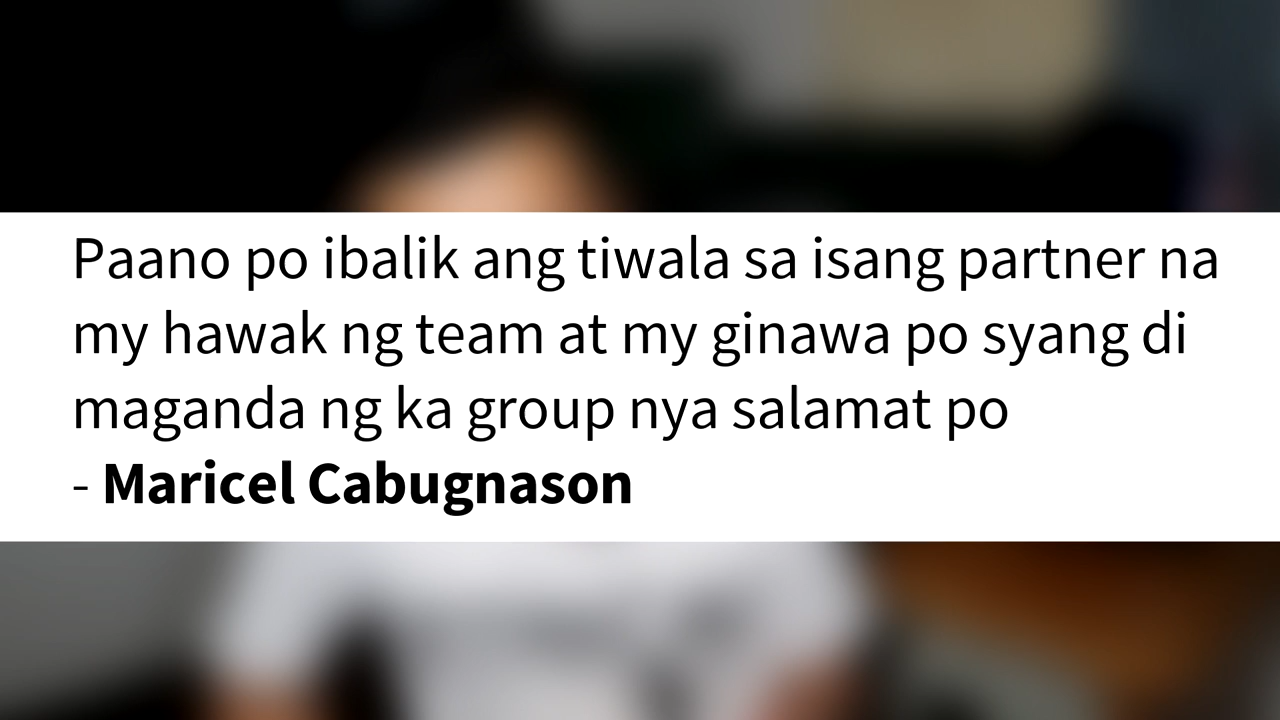 Paano po ibalik ang tiwala sa isang partner na
my hawak ng team at my ginawa po syang di
maganda ng ka group nya salamat po
- Maricel Cabugnason